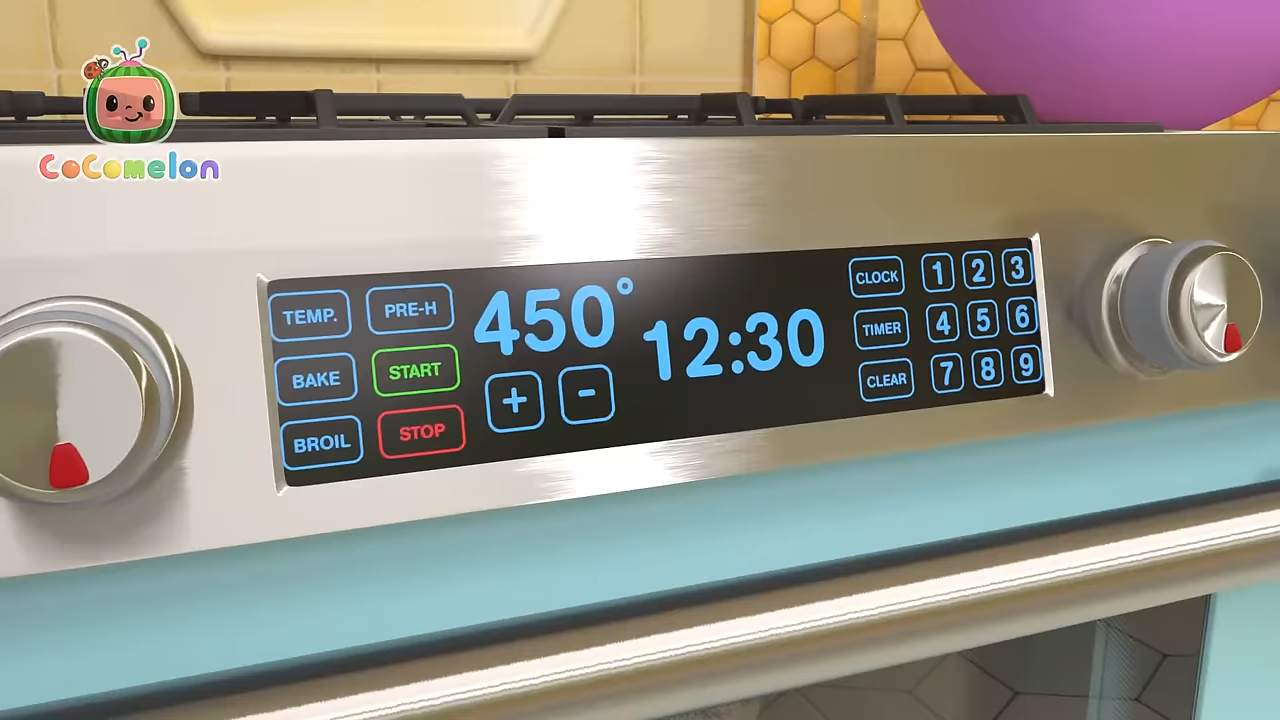 CoComelon
TEMP. PRE-H
BAKE START
BROIL STOP
450°
+ -
12:30
CLOCK 1 2 3
TIMER 4 5 6
CLEAR 7 8 9